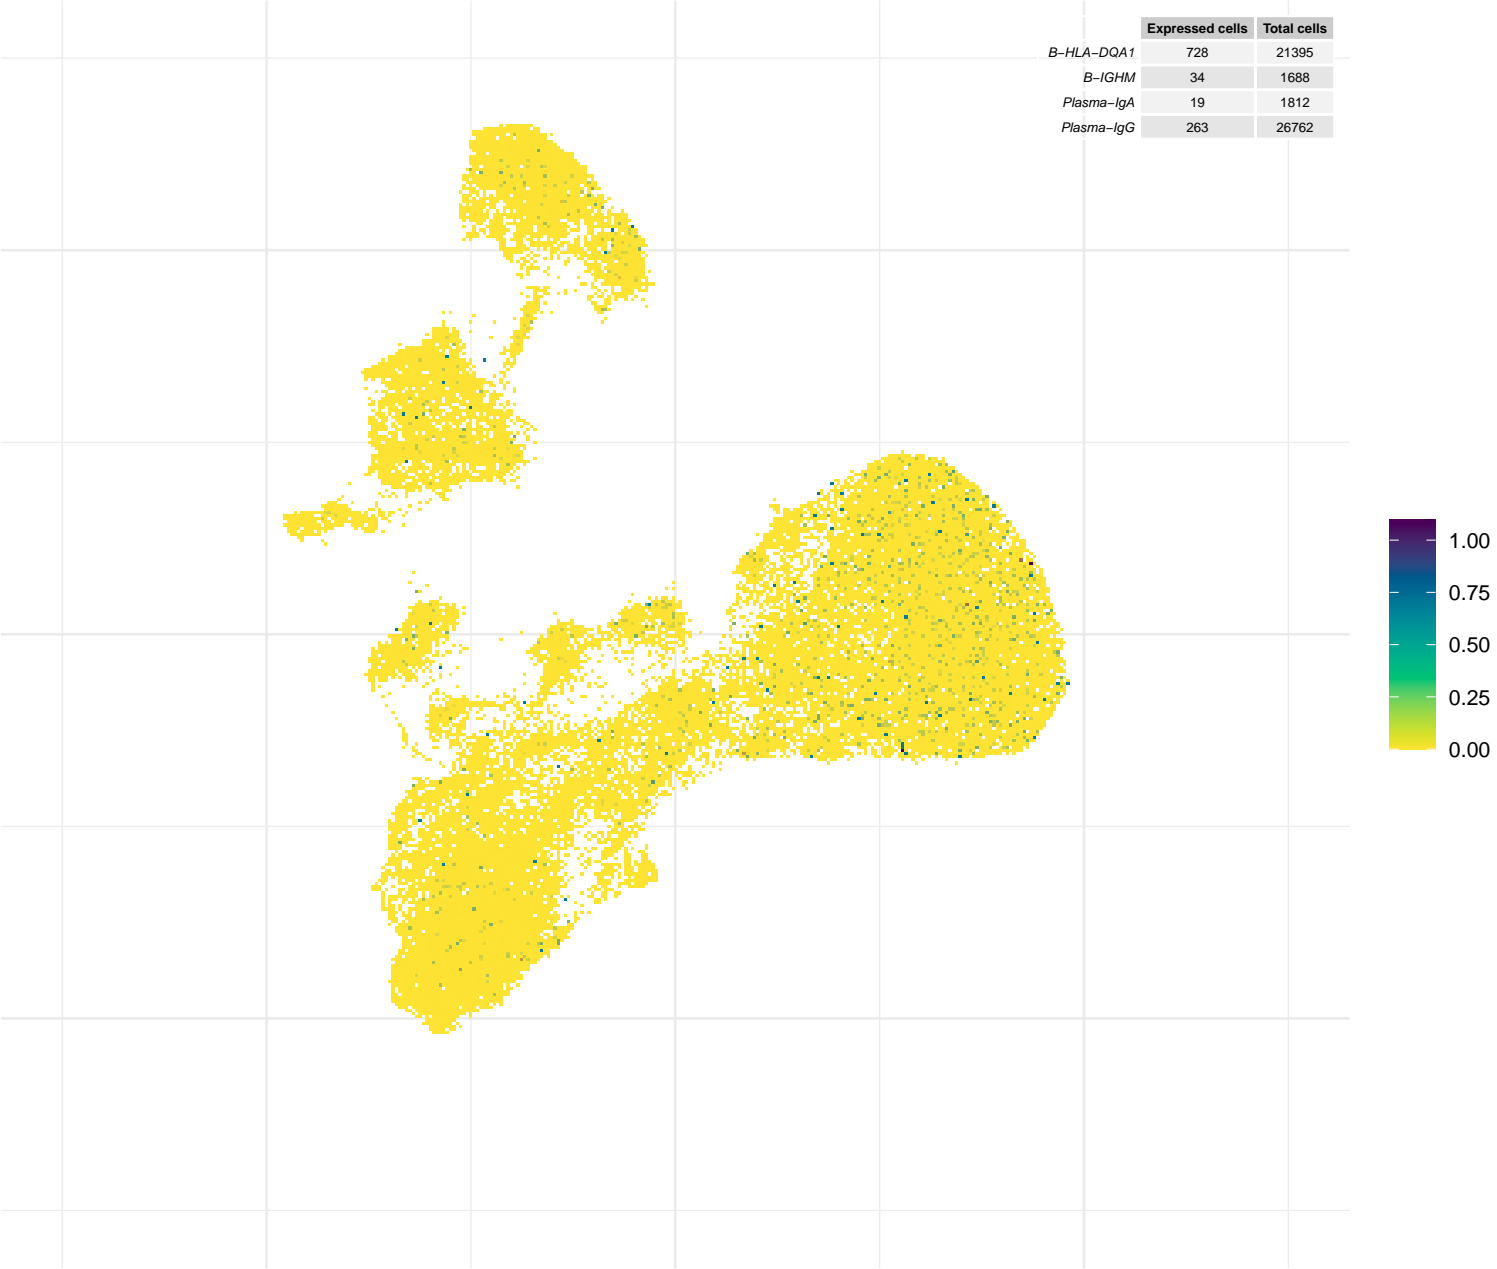 Expressed cells Total cells
B−HLA−DQA1 728 21395
B−IGHM 34 1688
Plasma−IgA 19 1812
Plasma−IgG 263 26762
1.00
0.75
0.50
0.25
0.00